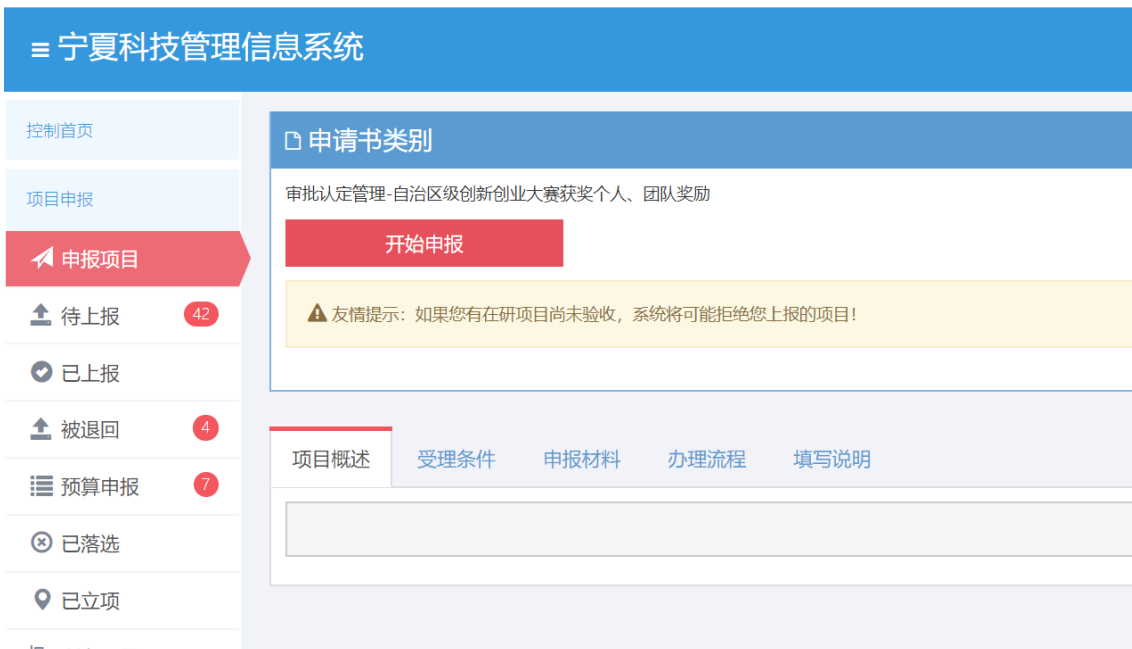 宁夏科技管理信息系统
控制首页
项目申报
申报项目
待上报 42
已上报
被退回 4
预算申报 7
已落选
已立项
申请书类别
审批认定管理-自治区级创新创业大赛获奖个人、团队奖励
开始申报
友情提示：如果您有在研项目尚未验收，系统将可能拒绝您上报的项目！
项目概述 受理条件 申报材料 办理流程 填写说明